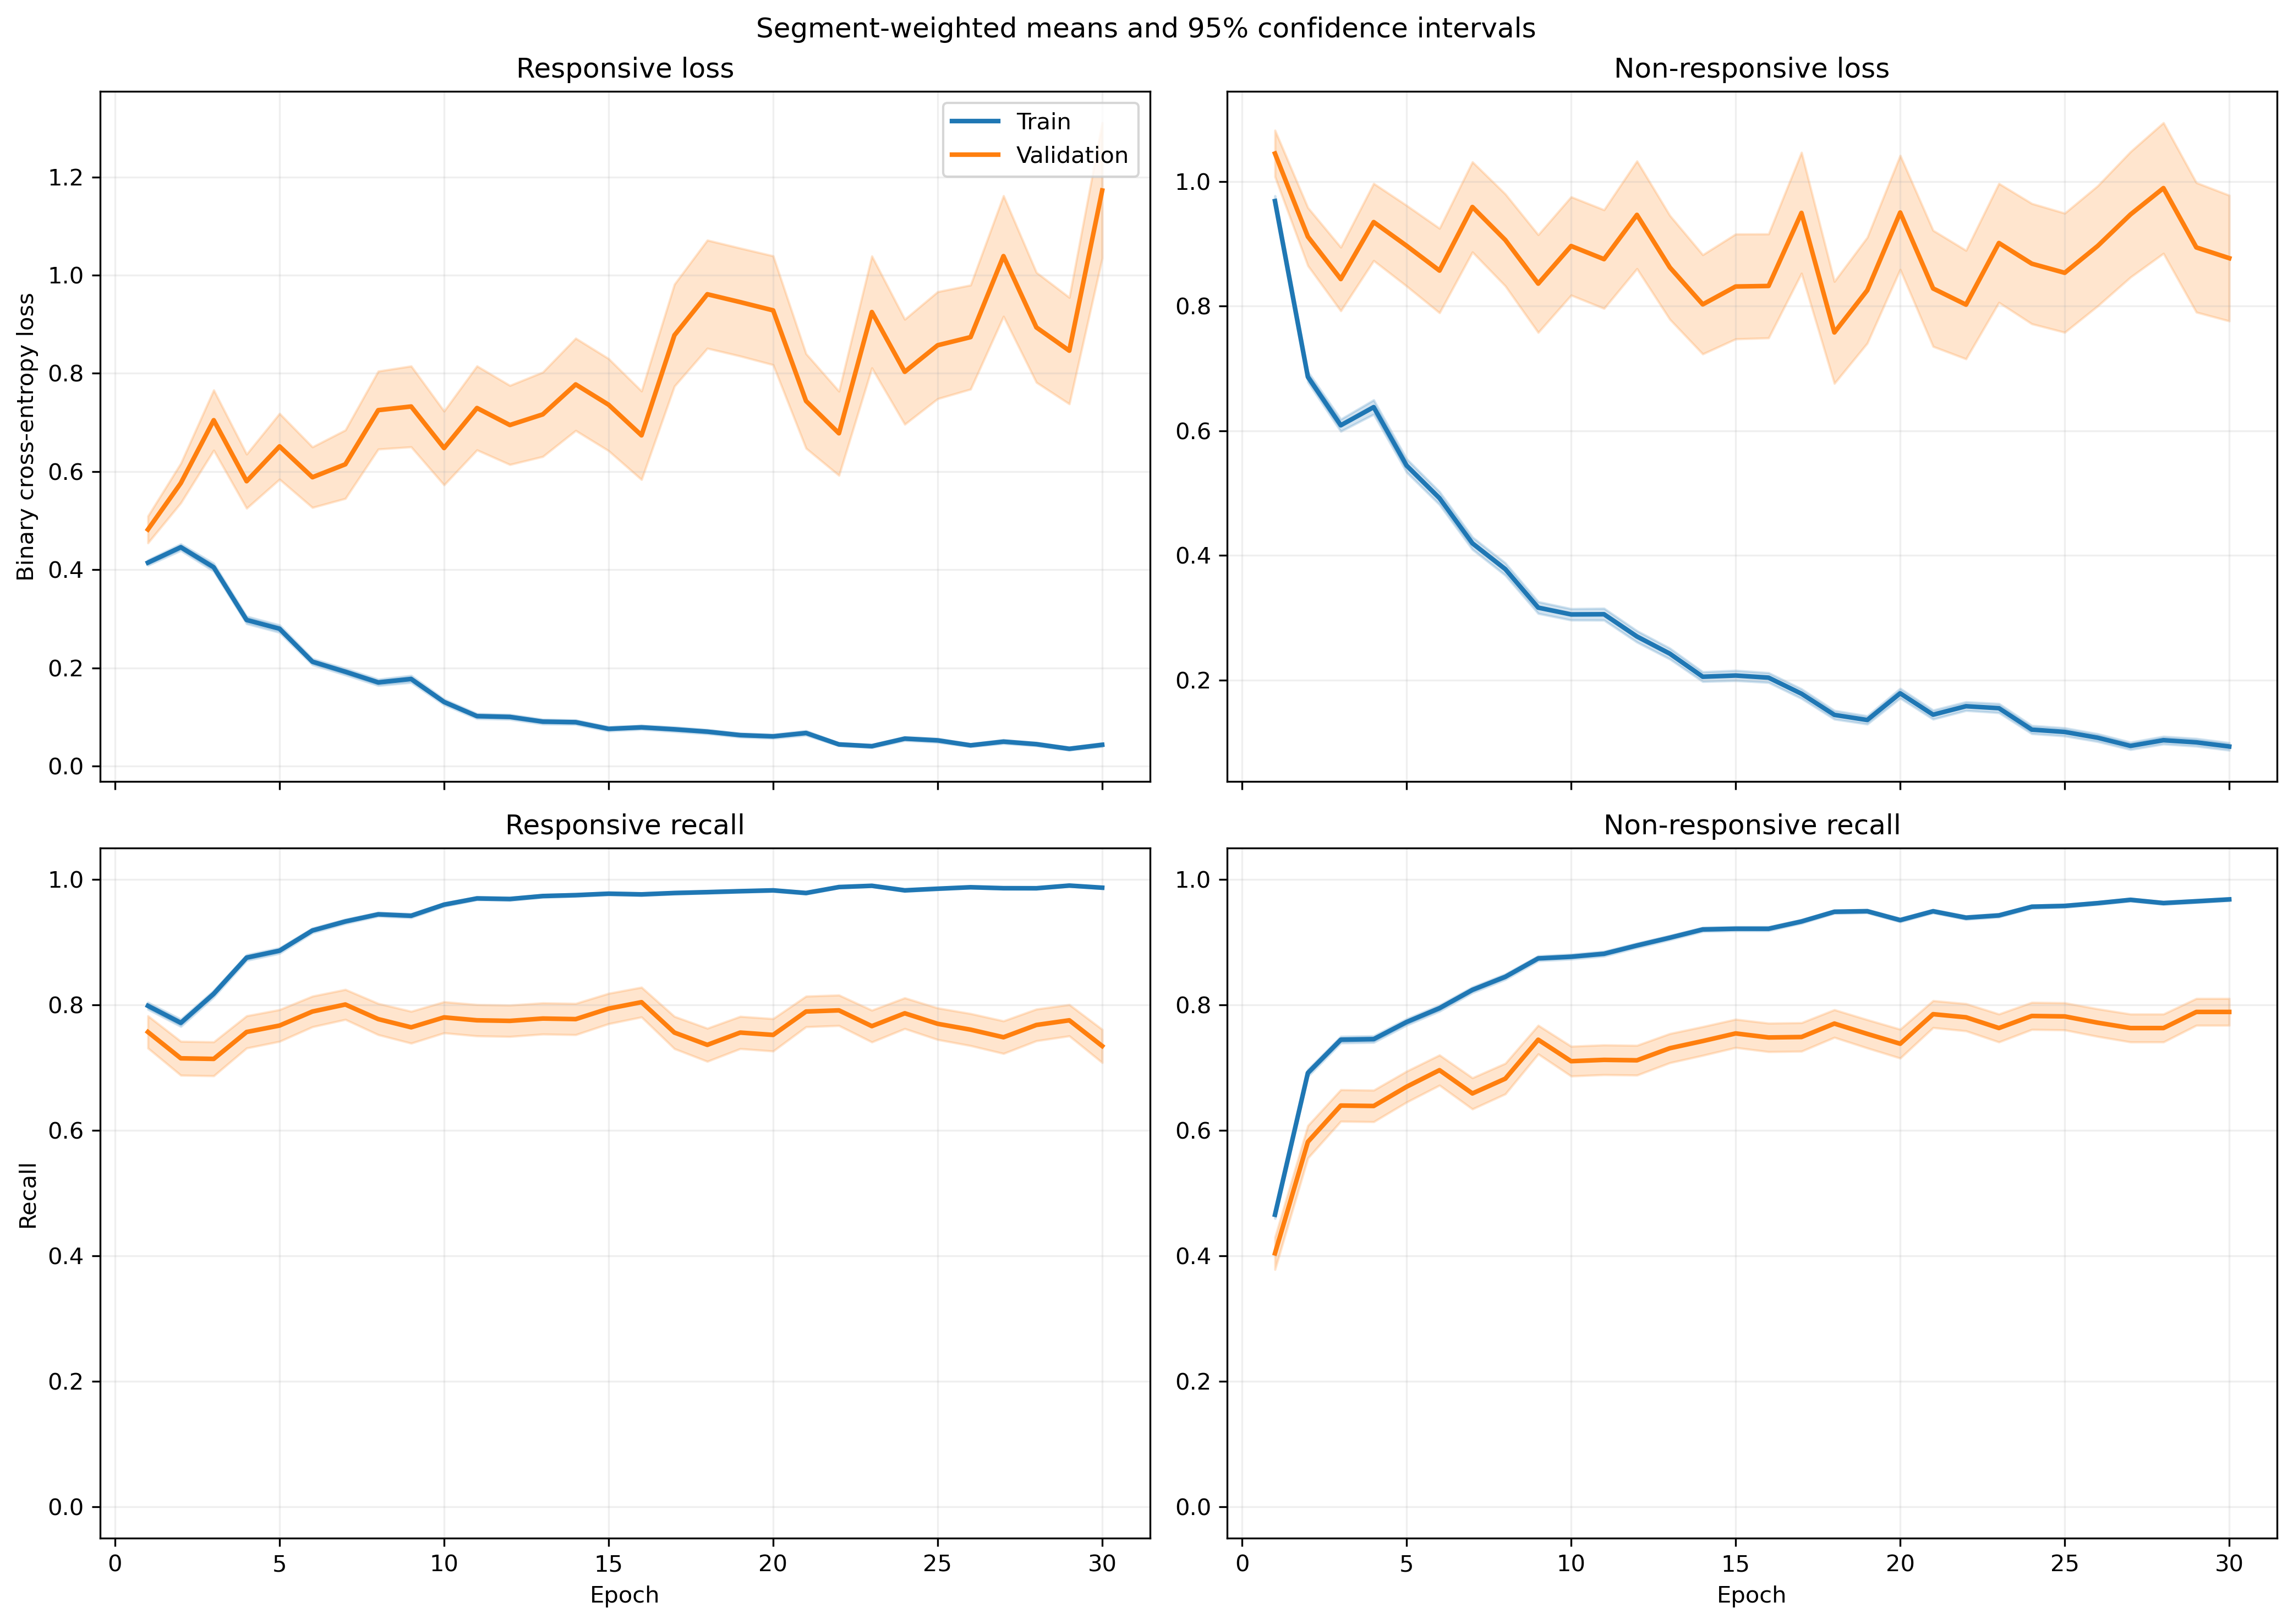 Segment-weighted means and 95% confidence intervals
Responsive loss
Non-responsive loss
Train
Validation
Binary cross-entropy loss
1.2
1.0
0.8
0.6
0.4
0.2
0.0
1.0
0.8
0.6
0.4
0.2
Responsive recall
Non-responsive recall
Recall
1.0
0.8
0.6
0.4
0.2
0.0
1.0
0.8
0.6
0.4
0.2
0.0
0 5 10 15 20 25 30
0 5 10 15 20 25 30
Epoch
Epoch